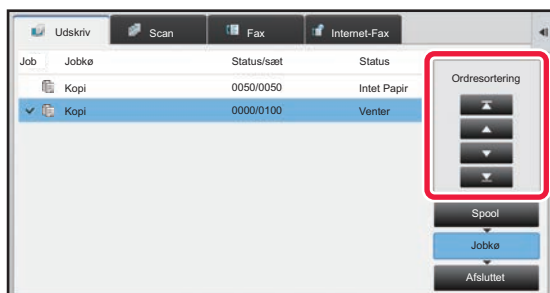 Udskriv Scan Fax Internet-Fax
Job Jobkø Status/sæt Status
Kopi 0050/0050 Intet Papir
Kopi 0000/0100 Venter
Ordresortering
Spool
Jobkø
Afsluttet